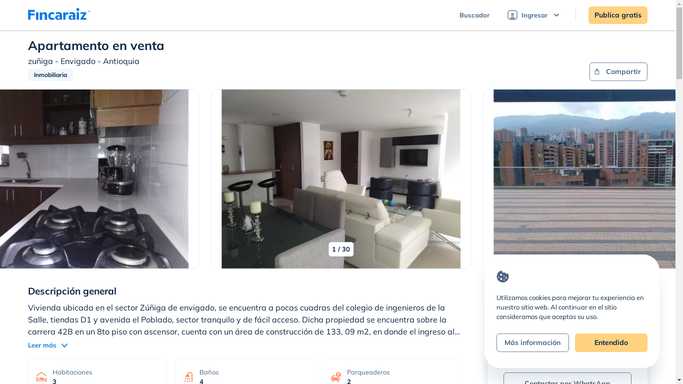 Fincaraiz
Buscador
Ingresar
Publica gratis
Apartamento en venta
zuñiga - Envigado - Antioquia
Inmobiliaria
Compartir
1 / 30
Descripción general
Vivienda ubicada en el sector Zúñiga de envigado, se encuentra a pocas cuadras del colegio de ingenieros de la
Salle, tiendas D1 y avenida el Poblado, sector tranquilo y de fácil acceso. Dicha propiedad se encuentra sobre la
carrera 42B en un 8to piso con ascensor, cuenta con un área de construcción de 133, 09 m2, en donde el ingreso al...
Leer más
Habitaciones
3
Baños
4
Parqueaderos
2
Utilizamos cookies para mejorar tu experiencia en
nuestro sitio web. Al continuar en el sitio
consideramos que aceptas su uso.
Más información
Entendido
Contactar por WhatsApp